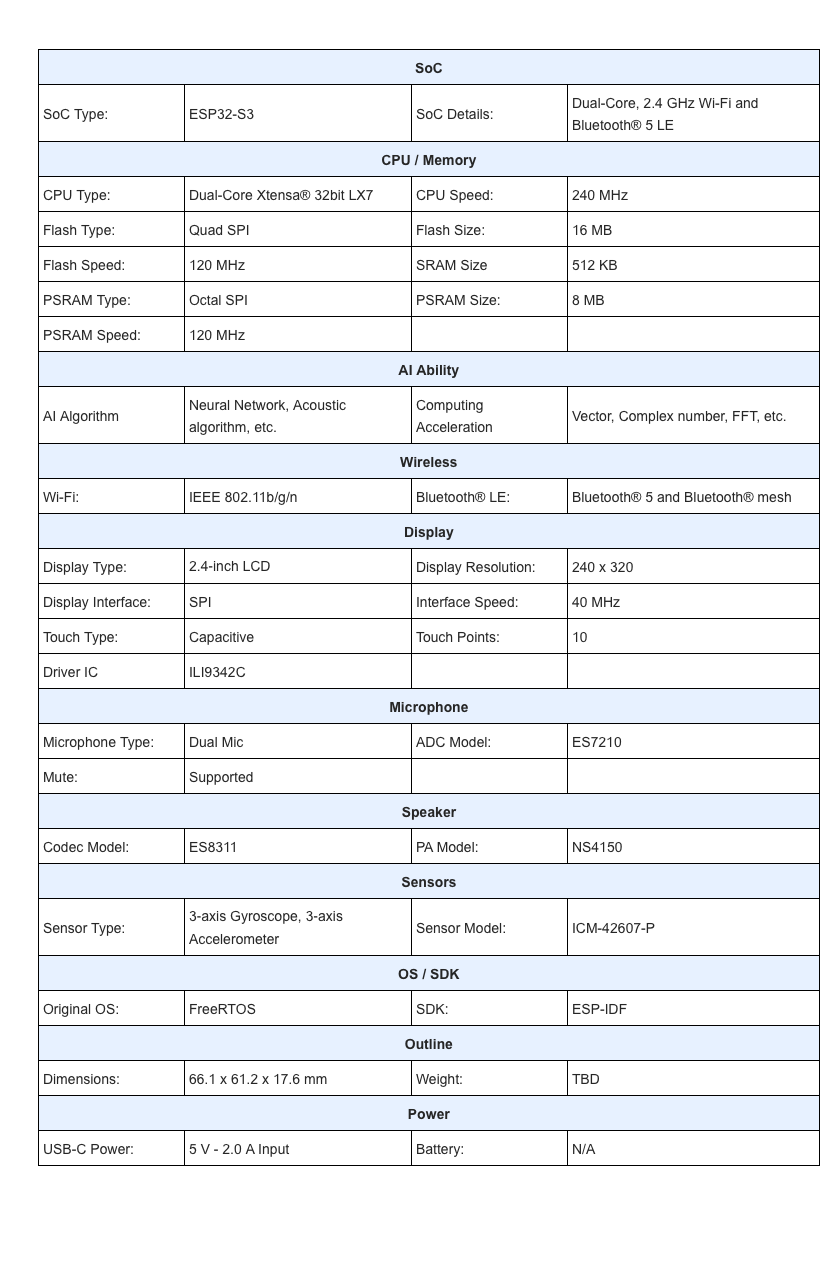 SoC
SoC Type: ESP32-S3 SoC Details: Dual-Core, 2.4 GHz Wi-Fi and
Bluetooth® 5 LE
CPU / Memory
CPU Type: Dual-Core Xtensa® 32bit LX7 CPU Speed: 240 MHz
Flash Type: Quad SPI Flash Size: 16 MB
Flash Speed: 120 MHz SRAM Size 512 KB
PSRAM Type: Octal SPI PSRAM Size: 8 MB
PSRAM Speed: 120 MHz
AI Ability
AI Algorithm Neural Network, Acoustic
algorithm, etc.
Computing
Acceleration
Vector, Complex number, FFT, etc.
Wireless
Wi-Fi: IEEE 802.11b/g/n Bluetooth® LE: Bluetooth® 5 and Bluetooth® mesh
Display
Display Type: 2.4-inch LCD Display Resolution: 240 x 320
Display Interface: SPI Interface Speed: 40 MHz
Touch Type: Capacitive Touch Points: 10
Driver IC ILI9342C
Microphone
Microphone Type: Dual Mic ADC Model: ES7210
Mute: Supported
Speaker
Codec Model: ES8311 PA Model: NS4150
Sensors
Sensor Type: 3-axis Gyroscope, 3-axis
Accelerometer
Sensor Model: ICM-42607-P
OS / SDK
Original OS: FreeRTOS SDK: ESP-IDF
Outline
Dimensions: 66.1 x 61.2 x 17.6 mm Weight: TBD
Power
USB-C Power: 5 V - 2.0 A Input Battery: N/A